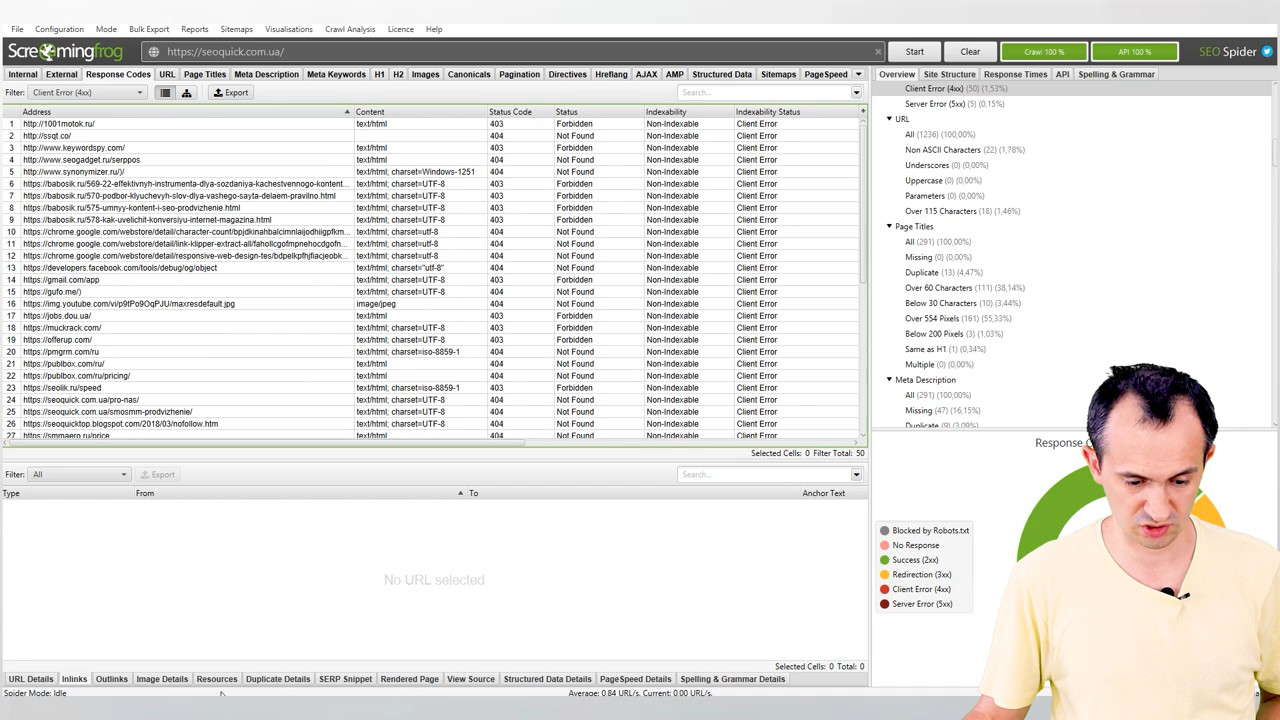 File Configuration Mode Bulk Export Reports Sitemaps Visualisations Crawl Analysis Licence Help
Screamingfrog https://seoquick.com.ua/ Start Clear Crawl 100 % API 100 % SEO Spider
Internal External Response Codes URL Page Titles Meta Description Meta Keywords H1 H2 Images Canonicals Pagination Directives Hreflang AJAX AMP Structured Data Sitemaps PageSpeed
Filter: Client Error (4xx) Export Search...
Address Content Status Code Status Indexability Indexability Status
1 http://1001motok.ru/ text/html 403 Forbidden Non-Indexable Client Error
2 http://ssqt.co/ 404 Not Found Non-Indexable Client Error
3 http://www.keywordspy.com/ text/html 403 Forbidden Non-Indexable Client Error
4 http://www.seogadget.ru/serppos text/html 404 Not Found Non-Indexable Client Error
5 http://www.synonymizer.ru/)/ text/html; charset=Windows-1251 404 Not Found Non-Indexable Client Error
6 https://babosik.ru/569-22-effektivnyh-instrumenta-dlya-sozdaniya-kachestvennogo-kontent... text/html; charset=UTF-8 403 Forbidden Non-Indexable Client Error
7 https://babosik.ru/570-podbor-klyuchevyh-slov-dlya-vashego-sayta-delaem-pravilno.html text/html; charset=UTF-8 403 Forbidden Non-Indexable Client Error
8 https://babosik.ru/575-umnyy-kontent-i-seo-prodvizhenie.html text/html; charset=UTF-8 403 Forbidden Non-Indexable Client Error
9 https://babosik.ru/578-kak-uvelichit-konversiyu-internet-magazina.html text/html; charset=UTF-8 403 Forbidden Non-Indexable Client Error
10 https://chrome.google.com/webstore/detail/character-count/bpjdkinahbalcimnlaijodhiigpfkm... text/html; charset=utf-8 404 Not Found Non-Indexable Client Error
11 https://chrome.google.com/webstore/detail/link-klipper-extract-all/fahollcgofmpnehocdgofn... text/html; charset=utf-8 404 Not Found Non-Indexable Client Error
12 https://chrome.google.com/webstore/detail/responsive-web-design-tes/bdpelkpfhjfiacjeobk... text/html; charset=utf-8 404 Not Found Non-Indexable Client Error
13 https://developers.facebook.com/tools/debug/og/object text/html; charset="utf-8" 404 Not Found Non-Indexable Client Error
14 https://gmail.com/app text/html; charset=UTF-8 403 Forbidden Non-Indexable Client Error
15 https://gufo.me/) text/html; charset=UTF-8 404 Not Found Non-Indexable Client Error
16 https://img.youtube.com/vi/p9tPo9OqPJU/maxresdefault.jpg image/jpeg 404 Not Found Non-Indexable Client Error
17 https://jobs.dou.ua/ text/html 403 Forbidden Non-Indexable Client Error
18 https://muckrack.com/ text/html; charset=UTF-8 403 Forbidden Non-Indexable Client Error
19 https://offerup.com/ text/html; charset=UTF-8 403 Forbidden Non-Indexable Client Error
20 https://pmgrm.com/ru text/html; charset=iso-8859-1 404 Not Found Non-Indexable Client Error
21 https://publbox.com/ru/ text/html 404 Not Found Non-Indexable Client Error
22 https://publbox.com/ru/pricing/ text/html 404 Not Found Non-Indexable Client Error
23 https://seolik.ru/speed text/html; charset=iso-8859-1 403 Forbidden Non-Indexable Client Error
24 https://seoquick.com.ua/pro-nas/ text/html; charset=UTF-8 404 Not Found Non-Indexable Client Error
25 https://seoquick.com.ua/smosmm-prodvizhenie/ text/html; charset=UTF-8 404 Not Found Non-Indexable Client Error
26 https://seoquicktop.blogspot.com/2018/03/nofollow.htm text/html; charset=UTF-8 404 Not Found Non-Indexable Client Error
27 https://smmaero.ru/price text/html; charset=UTF-8 404 Not Found Non-Indexable Client Error
Selected Cells: 0 Filter Total: 50
Filter: All Export Search...
Type From To Anchor Text
No URL selected
Selected Cells: 0 Total: 0
URL Details Inlinks Outlinks Image Details Resources Duplicate Details SERP Snippet Rendered Page View Source Structured Data Details PageSpeed Details Spelling & Grammar Details
Spider Mode: Idle Average: 0.84 URL/s. Current: 0.00 URL/s.
Overview Site Structure Response Times API Spelling & Grammar
Client Error (4xx) (50) (1,53%)
Server Error (5xx) (5) (0,15%)
URL
All (1236) (100,00%)
Non ASCII Characters (22) (1,78%)
Underscores (0) (0,00%)
Uppercase (0) (0,00%)
Parameters (0) (0,00%)
Over 115 Characters (18) (1,46%)
Page Titles
All (291) (100,00%)
Missing (0) (0,00%)
Duplicate (13) (4,47%)
Over 60 Characters (111) (38,14%)
Below 30 Characters (10) (3,44%)
Over 554 Pixels (161) (55,33%)
Below 200 Pixels (3) (1,03%)
Same as H1 (1) (0,34%)
Multiple (0) (0,00%)
Meta Description
All (291) (100,00%)
Missing (47) (16,15%)
Duplicate (9) (3,09%)
Response
Blocked by Robots.txt
No Response
Success (2xx)
Redirection (3xx)
Client Error (4xx)
Server Error (5xx)